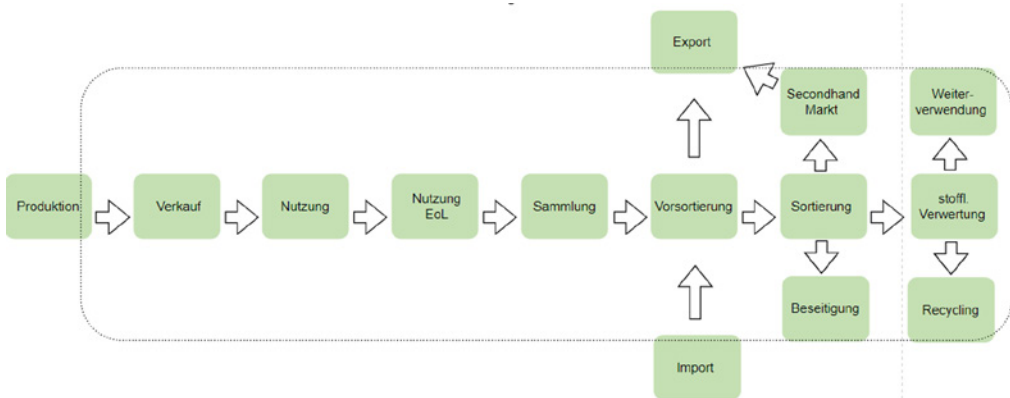 Export
Secondhand
Markt
Weiter-
verwendung
Produktion
Verkauf
Nutzung
Nutzung
EoL
Sammlung
Vorsortierung
Sortierung
stoffl.
Verwertung
Beseitigung
Recycling
Import